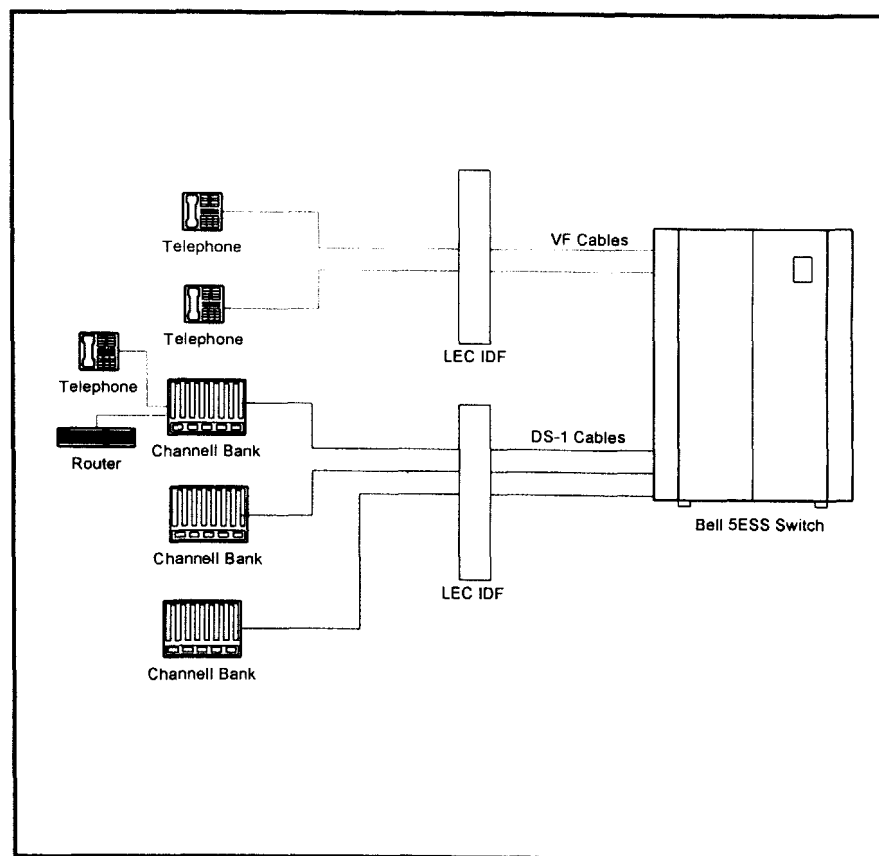 Telephone
VF Cables
Telephone
LEC IDF
Telephone
Channell Bank
DS-1 Cables
Router
Bell 5ESS Switch
Channell Bank
LEC IDF
Channell Bank